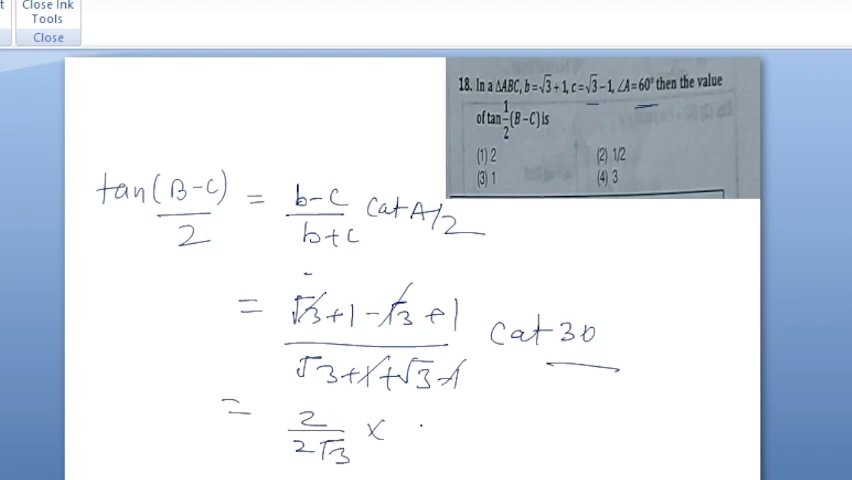 Close Ink
Tools
Close
18. In a ΔABC, b = √3 + 1, c = √3 − 1, ∠A = 60° then the value
of tan 1/2 (B − C) is
(1) 2 (2) 1/2
(3) 1 (4) 3
tan(B-C)/2 = b-c/b+c cat A/2
= √3+1-√3+1/√3+1+√3-1 cat 30
= 2/2√3 ×